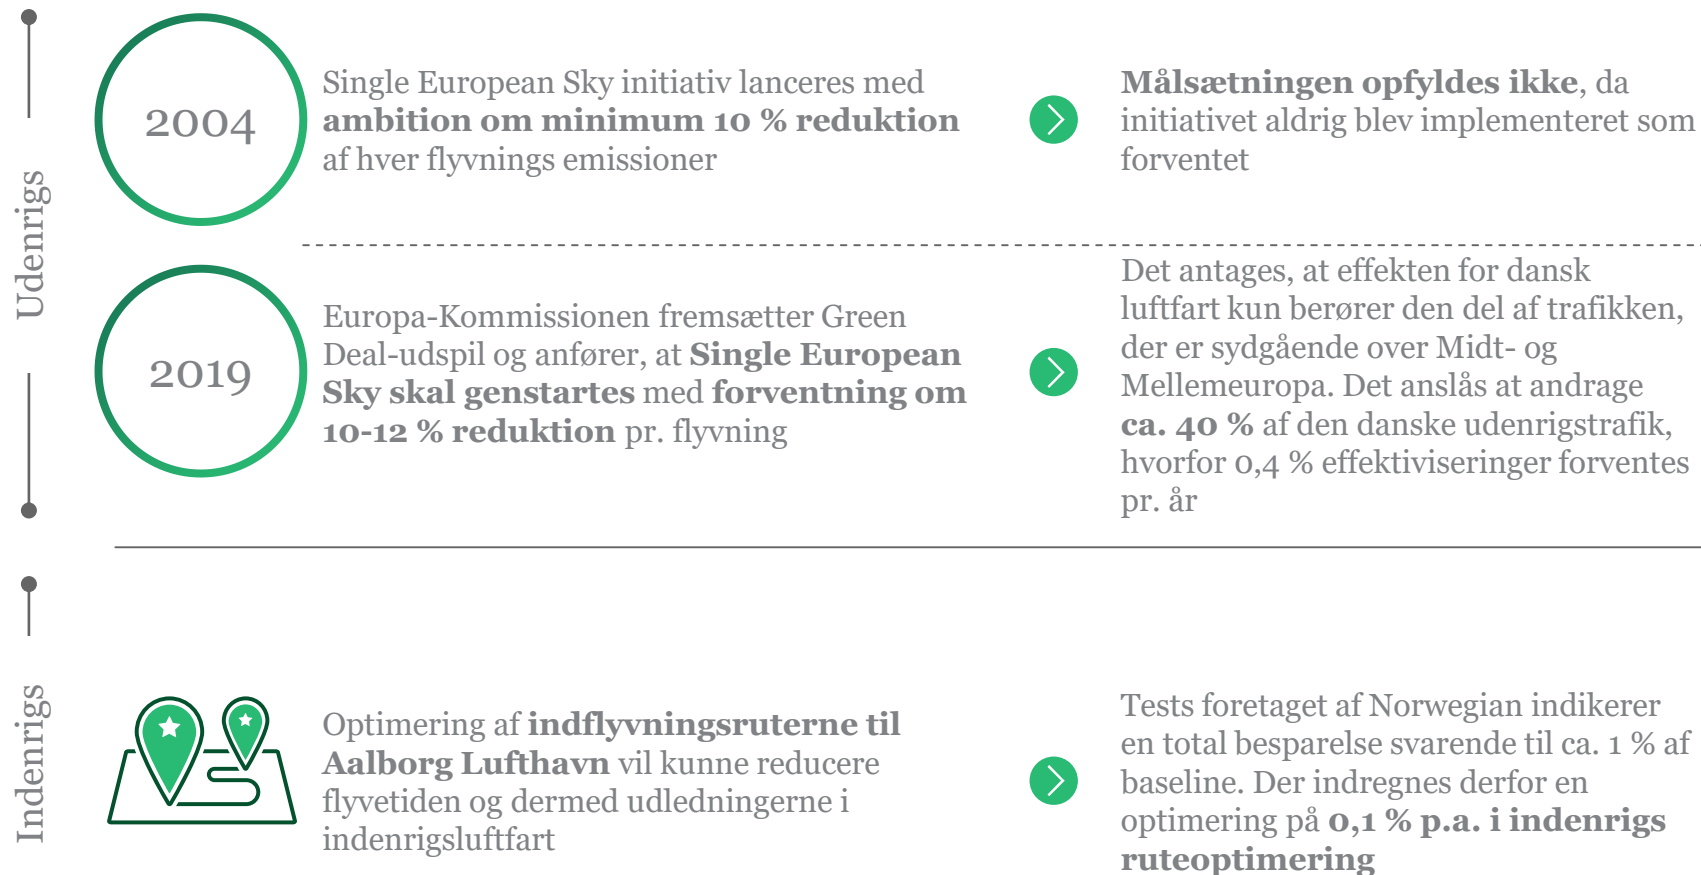 Udenrigs
2004
Single European Sky initiativ lanceres med
ambition om minimum 10 % reduktion
af hver flyvnings emissioner
Målsætningen opfyldes ikke, da
initiativet aldrig blev implementeret som
forventet
2019
Europa-Kommissionen fremsætter Green
Deal-udspil og anfører, at Single European
Sky skal genstartes med forventning om
10-12 % reduktion pr. flyvning
Det antages, at effekten for dansk
luftfart kun berører den del af trafikken,
der er sydgående over Midt- og
Mellemeuropa. Det anslås at andrage
ca. 40 % af den danske udenrigstrafik,
hvorfor 0,4 % effektiviseringer forventes
pr. år
Indenrigs
Optimering af indflyvningsruterne til
Aalborg Lufthavn vil kunne reducere
flyvetiden og dermed udledningerne i
indenrigsluftfart
Tests foretaget af Norwegian indikerer
en total besparelse svarende til ca. 1 % af
baseline. Der indregnes derfor en
optimering på 0,1 % p.a. i indenrigs
ruteoptimering